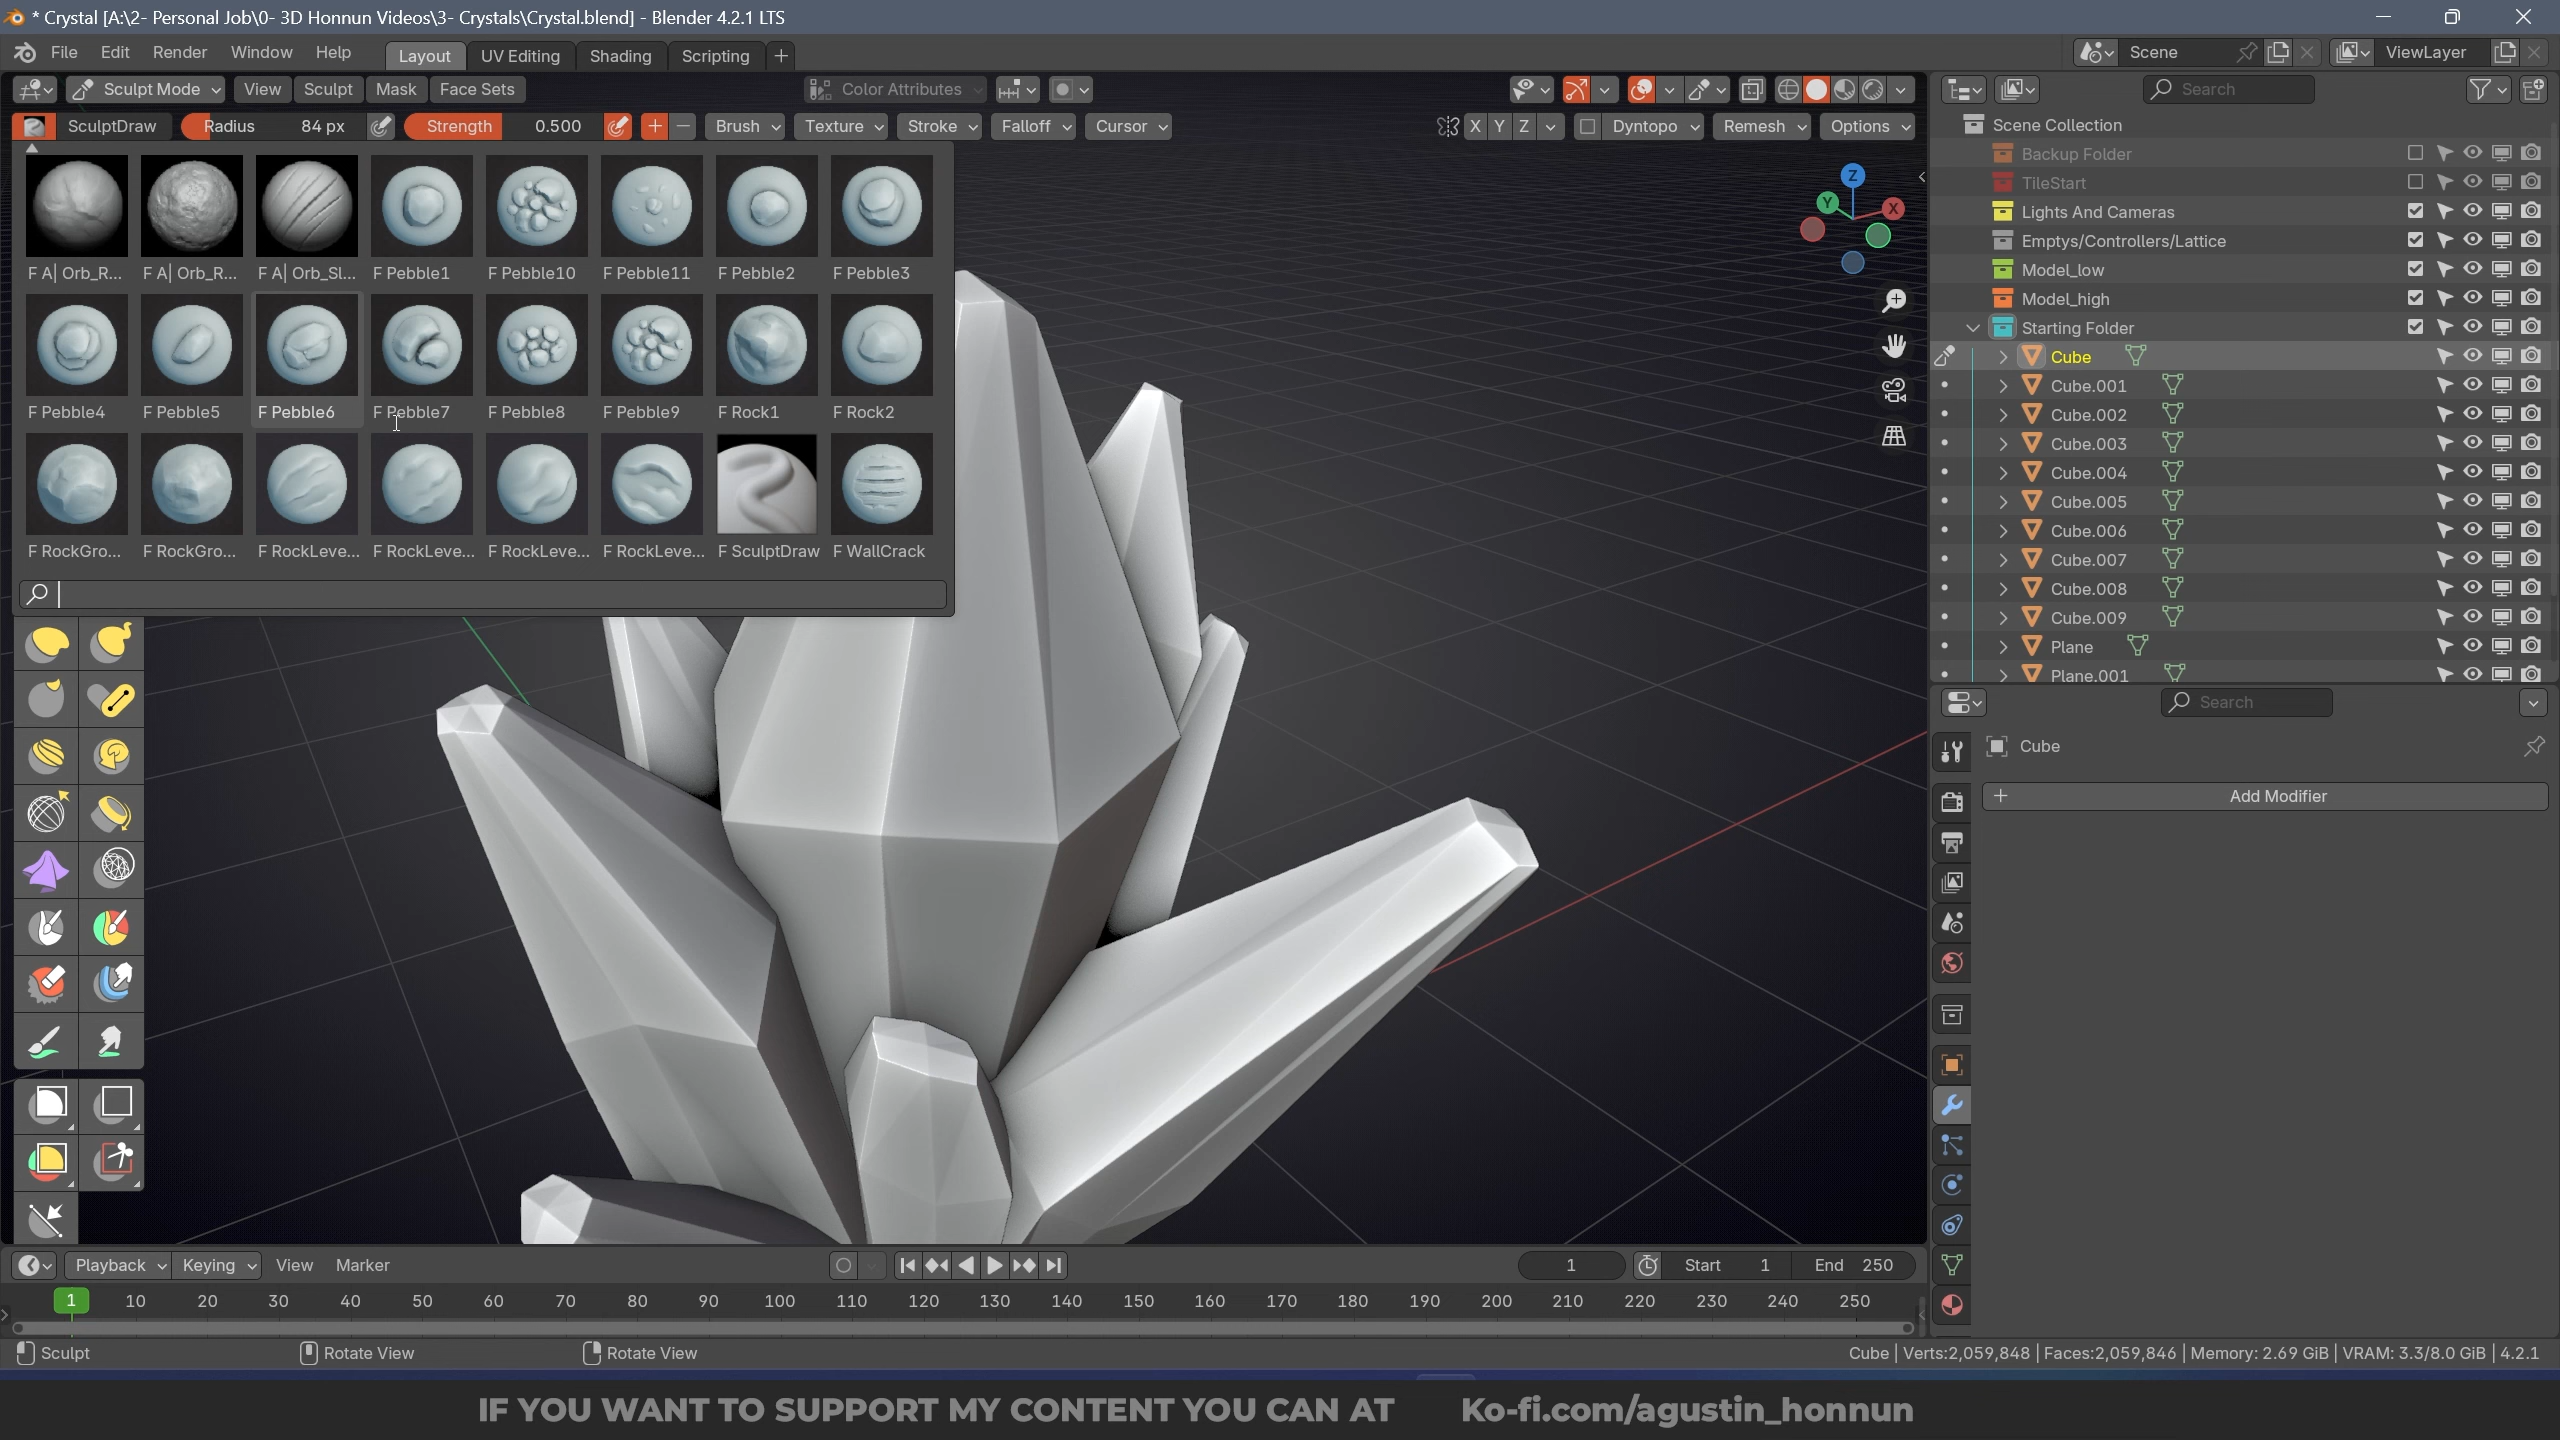 * Crystal [A:\2- Personal Job\0- 3D Honnun Videos\3- Crystals\Crystal.blend] - Blender 4.2.1 LTS
File Edit Render Window Help Layout UV Editing Shading Scripting + Scene ViewLayer
Sculpt Mode View Sculpt Mask Face Sets Color Attributes Search
SculptDraw Radius 84 px Strength 0.500 Brush Texture Stroke Falloff Cursor X Y Z Dyntopo Remesh Options
F A| Orb_R... F A| Orb_R... F A| Orb_Sl... F Pebble1 F Pebble10 F Pebble11 F Pebble2 F Pebble3
F Pebble4 F Pebble5 F Pebble6 F Pebble7 F Pebble8 F Pebble9 F Rock1 F Rock2
F RockGro... F RockGro... F RockLeve... F RockLeve... F RockLeve... F RockLeve... F SculptDraw F WallCrack
Z
Y X
Scene Collection
Backup Folder
TileStart
Lights And Cameras
Emptys/Controllers/Lattice
Model_low
Model_high
Starting Folder
Cube
Cube.001
Cube.002
Cube.003
Cube.004
Cube.005
Cube.006
Cube.007
Cube.008
Cube.009
Plane
Plane.001
Search
Cube
Add Modifier
Playback Keying View Marker 1 Start 1 End 250
1 10 20 30 40 50 60 70 80 90 100 110 120 130 140 150 160 170 180 190 200 210 220 230 240 250
Sculpt Rotate View Rotate View Cube | Verts:2,059,848 | Faces:2,059,846 | Memory: 2.69 GiB | VRAM: 3.3/8.0 GiB | 4.2.1
IF YOU WANT TO SUPPORT MY CONTENT YOU CAN AT Ko-fi.com/agustin_honnun